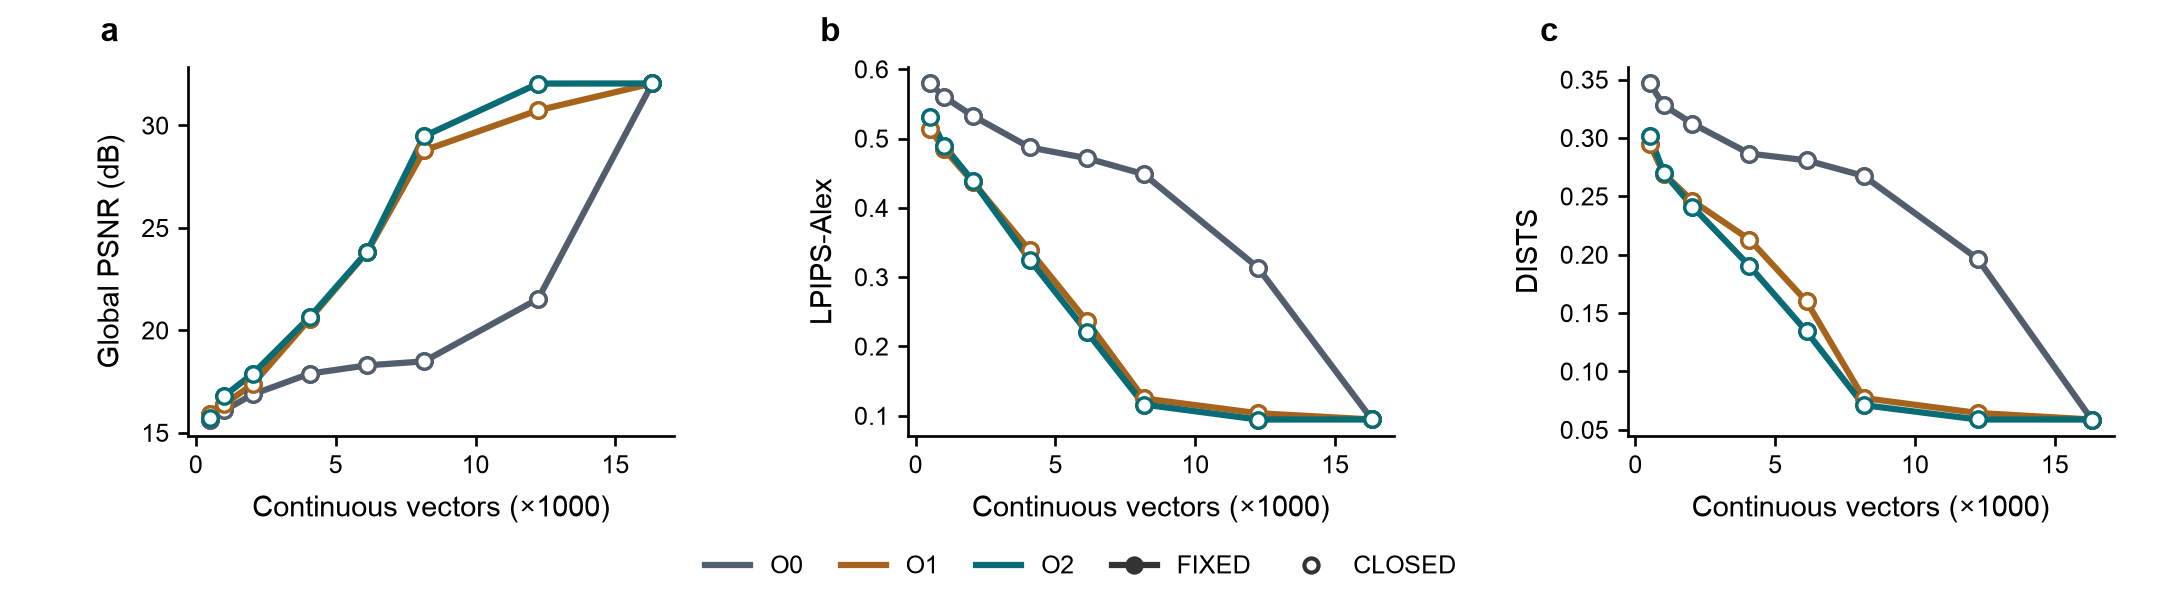 a
b
c
Global PSNR (dB)
30
25
20
15
0 5 10 15
Continuous vectors (×1000)
LPIPS-Alex
0.6
0.5
0.4
0.3
0.2
0.1
0 5 10 15
Continuous vectors (×1000)
DISTS
0.35
0.30
0.25
0.20
0.15
0.10
0.05
0 5 10 15
Continuous vectors (×1000)
O0 O1 O2 FIXED CLOSED